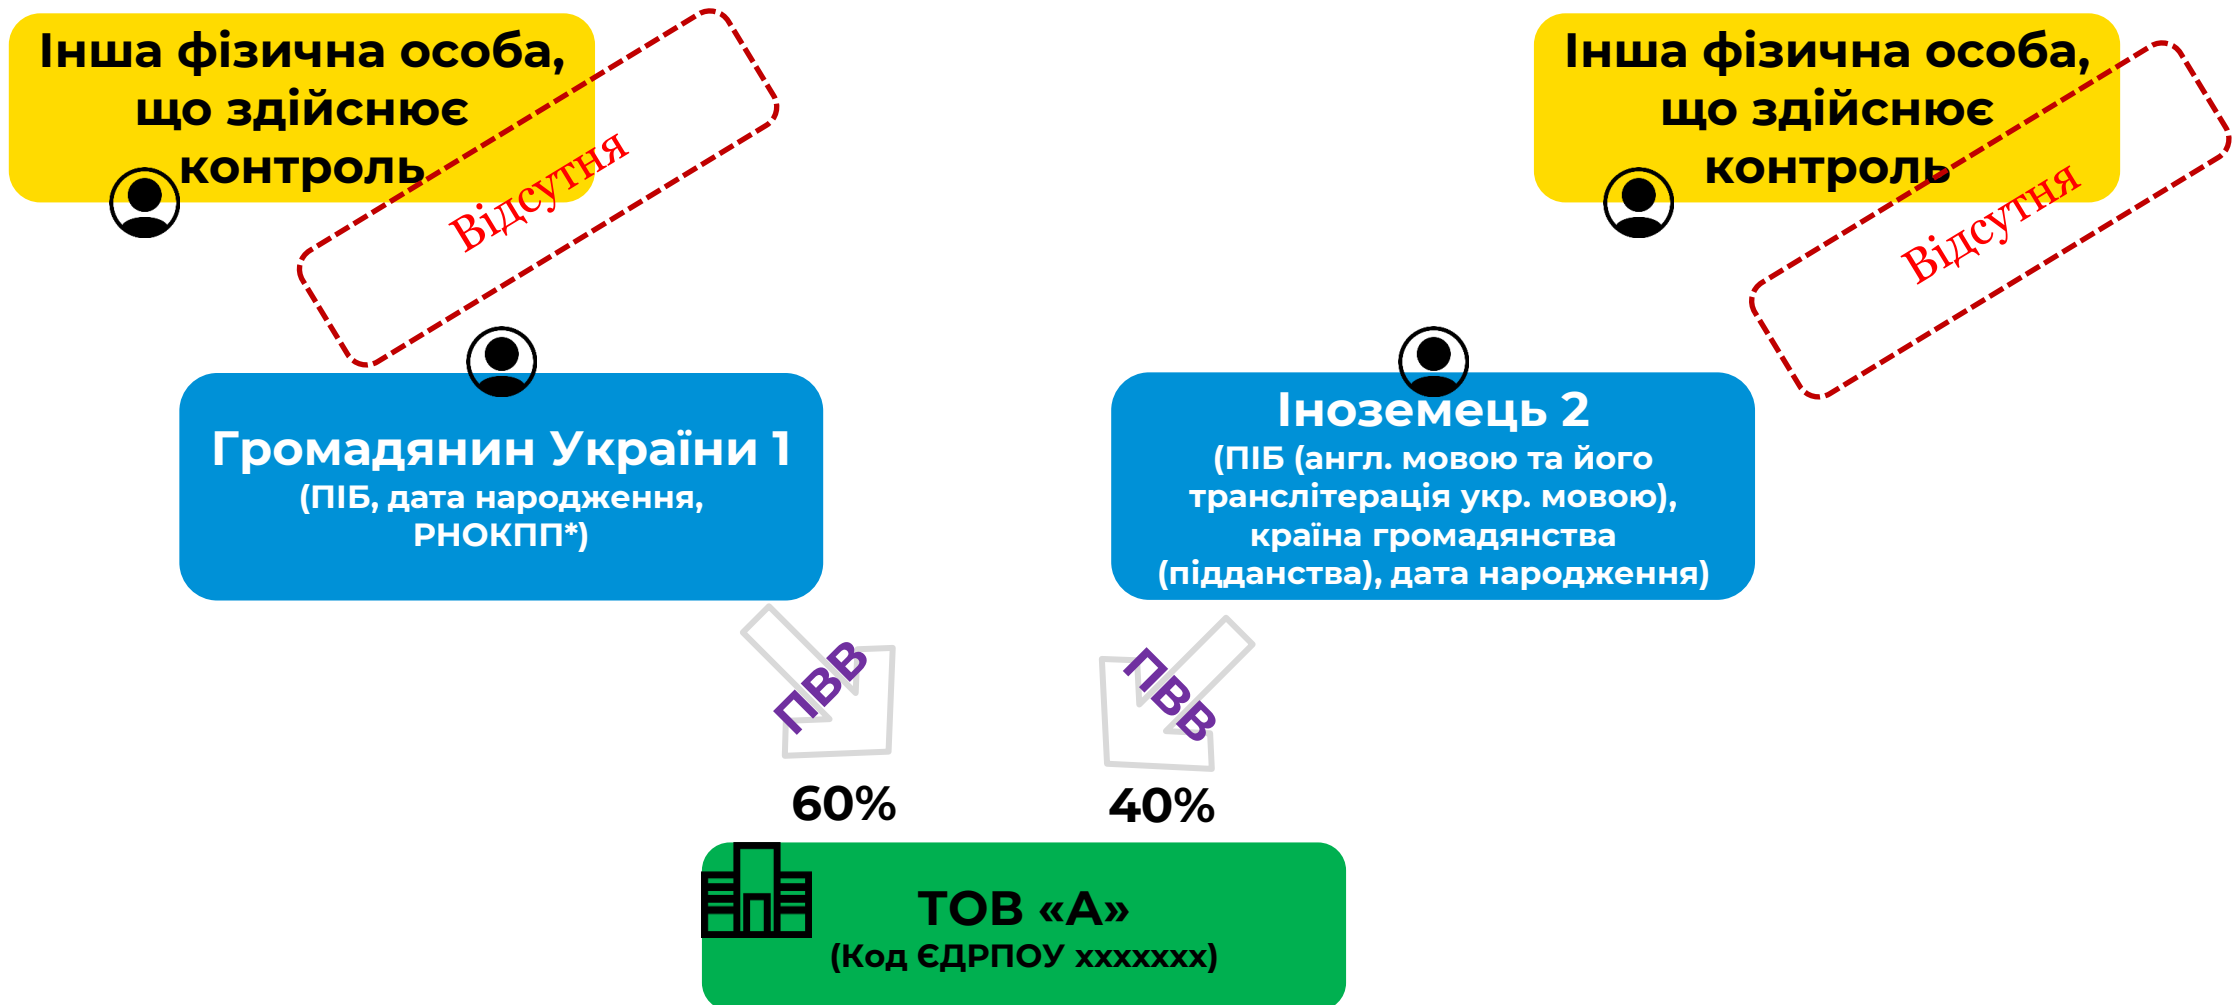 Інша фізична особа,
що здійснює
контроль
Відсутня
Інша фізична особа,
що здійснює
контроль
Відсутня
Громадянин України 1
(ПІБ, дата народження,
РНОКПП*)
Іноземець 2
(ПІБ (англ. мовою та його
транслітерація укр. мовою),
країна громадянства
(підданства), дата народження)
ПВВ
ПВВ
60%
40%
ТОВ «А»
(Код ЄДРПОУ xxxxxxx)